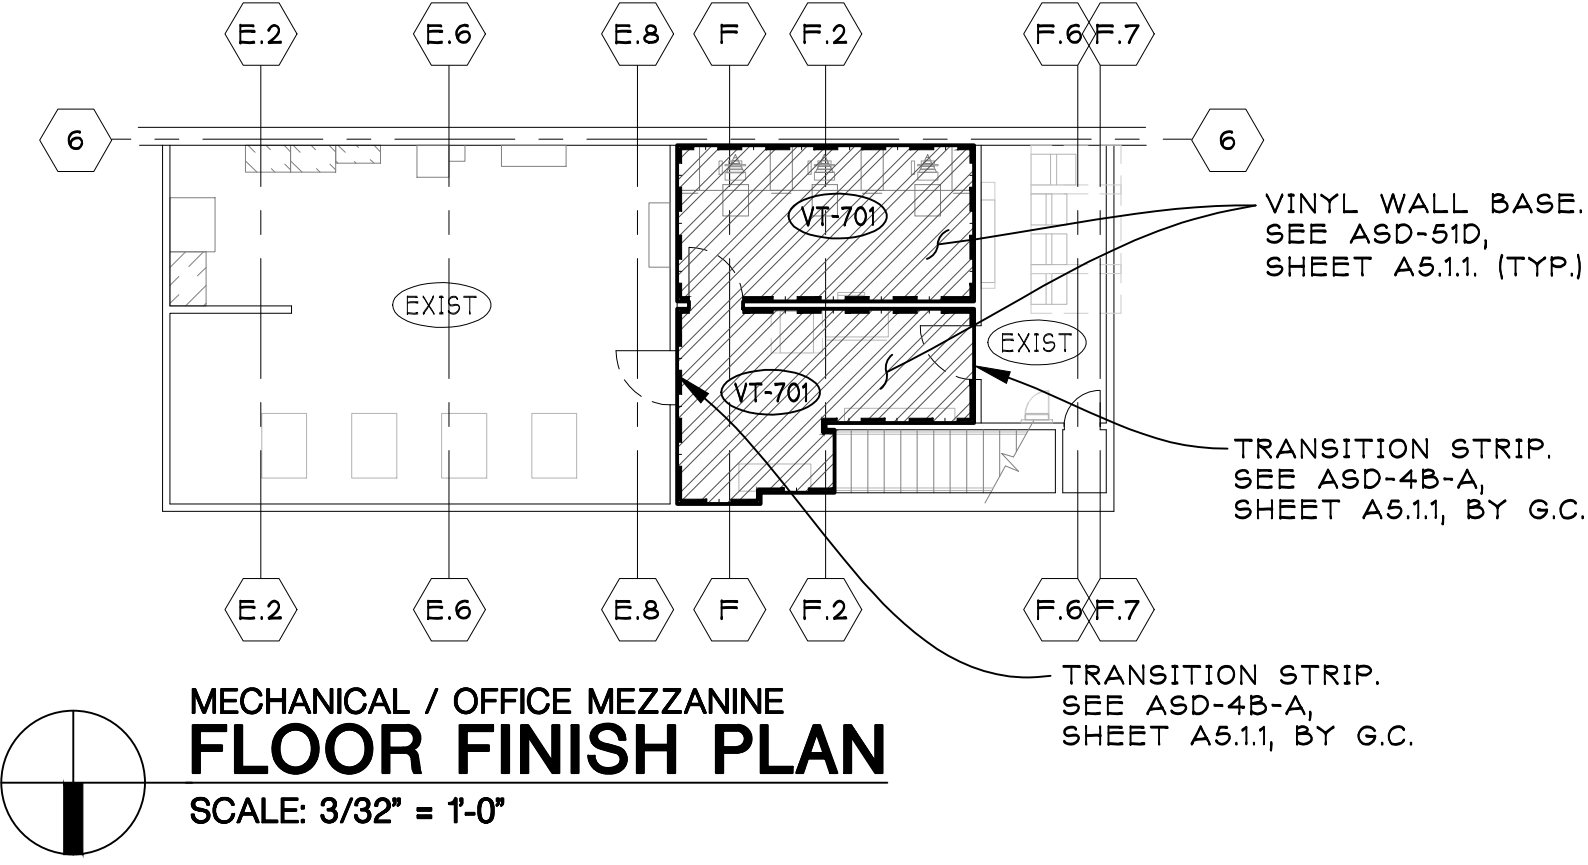 E.2 E.6 E.8 F F.2 F.6 F.7
6 6
VINYL WALL BASE.
SEE ASD-51D,
SHEET A5.1.1. (TYP.)
VT-701
EXIST
EXIST
VT-701
TRANSITION STRIP.
SEE ASD-4B-A,
SHEET A5.1.1, BY G.C.
E.2 E.6 E.8 F F.2 F.6 F.7
TRANSITION STRIP.
SEE ASD-4B-A,
SHEET A5.1.1, BY G.C.
MECHANICAL / OFFICE MEZZANINE
FLOOR FINISH PLAN
SCALE: 3/32" = 1'-0"